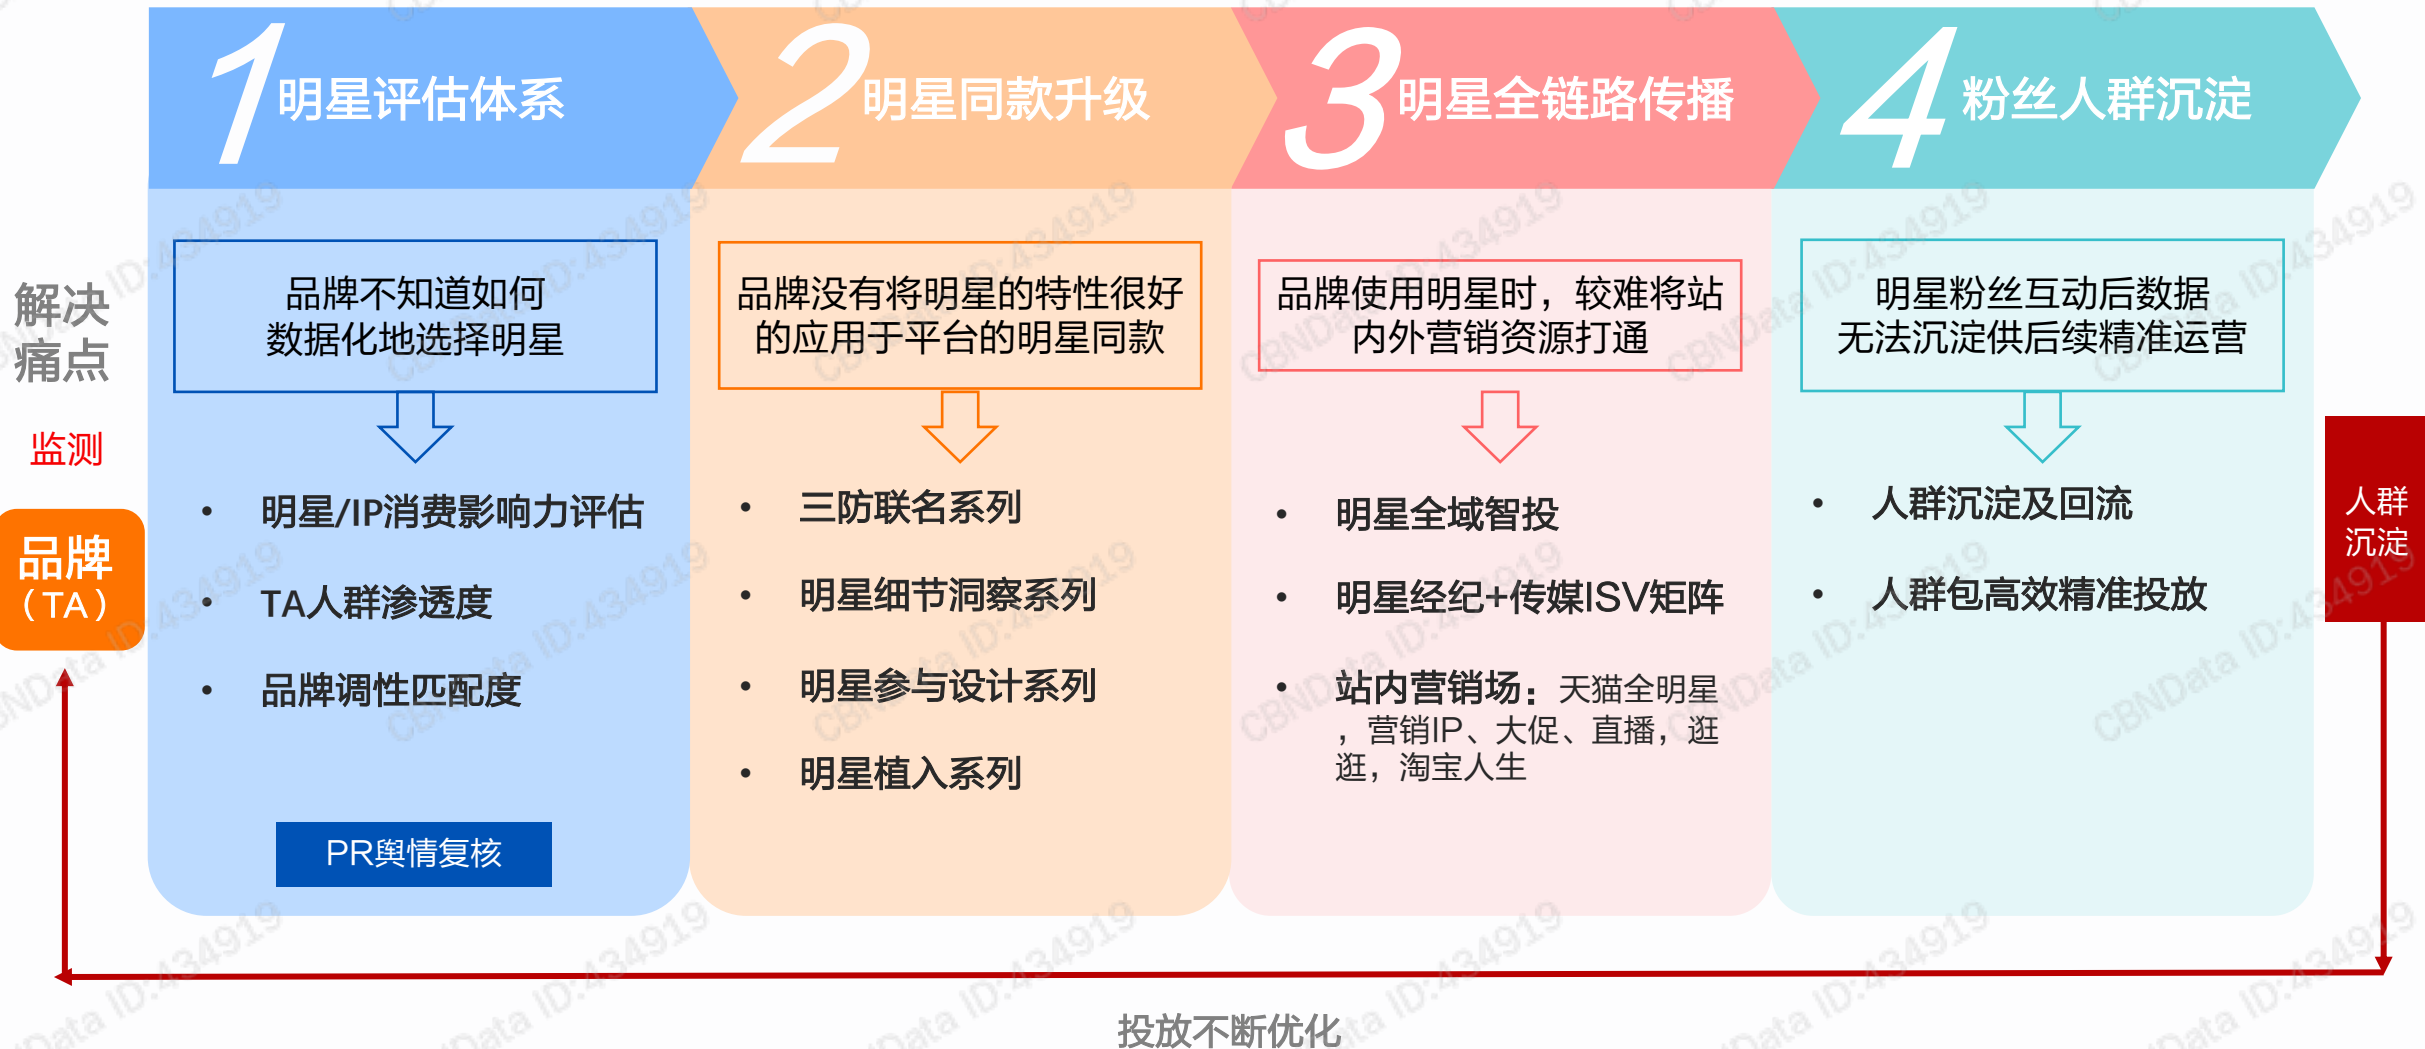 1 明星评估体系
2 明星同款升级
3 明星全链路传播
4 粉丝人群沉淀
解决
痛点
监测
品牌
（TA）
品牌不知道如何
数据化地选择明星
• 明星/IP消费影响力评估
• TA人群渗透度
• 品牌调性匹配度
PR舆情复核
品牌没有将明星的特性很好
的应用于平台的明星同款
• 三防联名系列
• 明星细节洞察系列
• 明星参与设计系列
• 明星植入系列
品牌使用明星时，较难将站
内外营销资源打通
• 明星全域智投
• 明星经纪+传媒ISV矩阵
• 站内营销场：天猫全明星
，营销IP、大促、直播，逛
逛，淘宝人生
明星粉丝互动后数据
无法沉淀供后续精准运营
• 人群沉淀及回流
• 人群包高效精准投放
人群
沉淀
投放不断优化
CBNData ID:434919